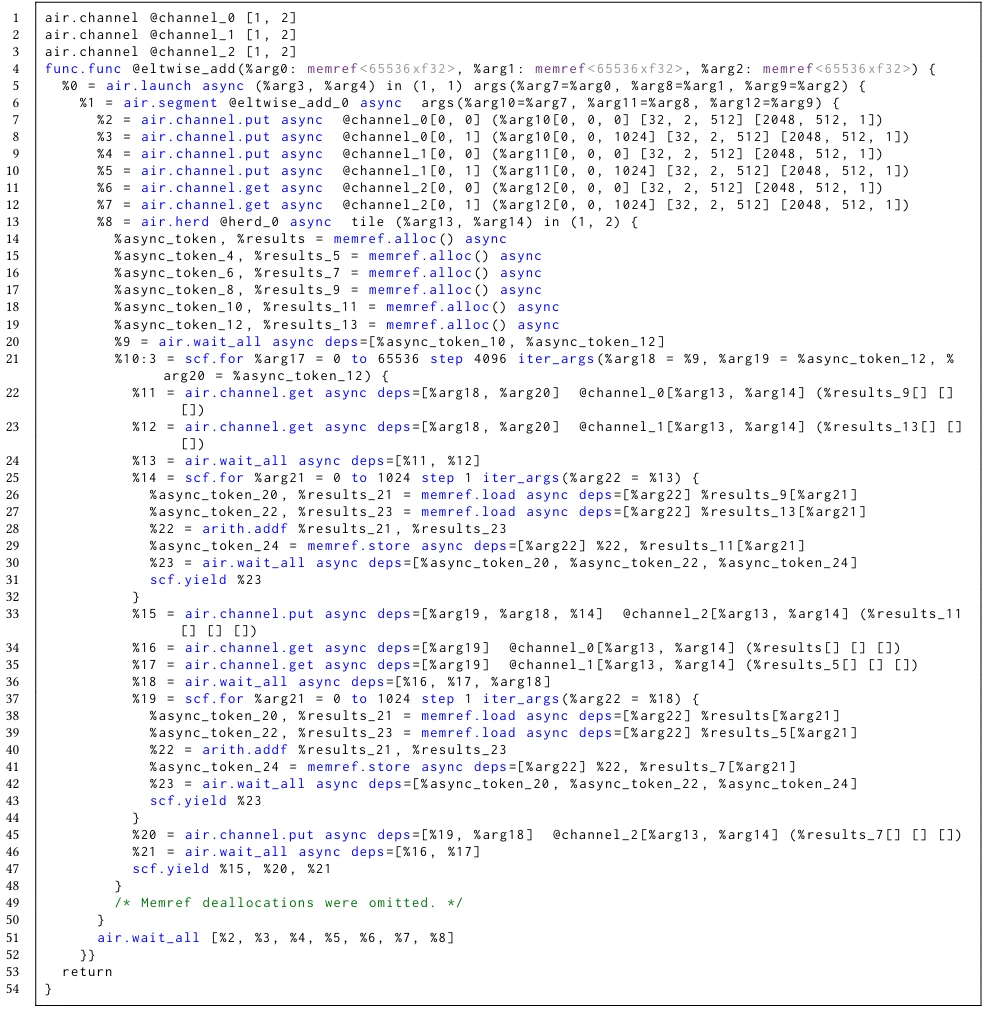 1 air.channel @channel_0 [1, 2]
2 air.channel @channel_1 [1, 2]
3 air.channel @channel_2 [1, 2]
4 func.func @eltwise_add(%arg0: memref<65536xf32>, %arg1: memref<65536xf32>, %arg2: memref<65536xf32>) {
5 %0 = air.launch async (%arg3, %arg4) in (1, 1) args(%arg7=%arg0, %arg8=%arg1, %arg9=%arg2) {
6 %1 = air.segment @eltwise_add_0 async args(%arg10=%arg7, %arg11=%arg8, %arg12=%arg9) {
7 %2 = air.channel.put async @channel_0[0, 0] (%arg10[0, 0, 0] [32, 2, 512] [2048, 512, 1])
8 %3 = air.channel.put async @channel_0[0, 1] (%arg10[0, 0, 1024] [32, 2, 512] [2048, 512, 1])
9 %4 = air.channel.put async @channel_1[0, 0] (%arg11[0, 0, 0] [32, 2, 512] [2048, 512, 1])
10 %5 = air.channel.put async @channel_1[0, 1] (%arg11[0, 0, 1024] [32, 2, 512] [2048, 512, 1])
11 %6 = air.channel.get async @channel_2[0, 0] (%arg12[0, 0, 0] [32, 2, 512] [2048, 512, 1])
12 %7 = air.channel.get async @channel_2[0, 1] (%arg12[0, 0, 1024] [32, 2, 512] [2048, 512, 1])
13 %8 = air.herd @herd_0 async tile (%arg13, %arg14) in (1, 2) {
14 %async_token, %results = memref.alloc() async
15 %async_token_4, %results_5 = memref.alloc() async
16 %async_token_6, %results_7 = memref.alloc() async
17 %async_token_8, %results_9 = memref.alloc() async
18 %async_token_10, %results_11 = memref.alloc() async
19 %async_token_12, %results_13 = memref.alloc() async
20 %9 = air.wait_all async deps=[%async_token_10, %async_token_12]
21 %10:3 = scf.for %arg17 = 0 to 65536 step 4096 iter_args(%arg18 = %9, %arg19 = %async_token_12, %
arg20 = %async_token_12) {
22 %11 = air.channel.get async deps=[%arg18, %arg20] @channel_0[%arg13, %arg14] (%results_9[] []
[])
23 %12 = air.channel.get async deps=[%arg18, %arg20] @channel_1[%arg13, %arg14] (%results_13[] []
[])
24 %13 = air.wait_all async deps=[%11, %12]
25 %14 = scf.for %arg21 = 0 to 1024 step 1 iter_args(%arg22 = %13) {
26 %async_token_20, %results_21 = memref.load async deps=[%arg22] %results_9[%arg21]
27 %async_token_22, %results_23 = memref.load async deps=[%arg22] %results_13[%arg21]
28 %22 = arith.addf %results_21, %results_23
29 %async_token_24 = memref.store async deps=[%arg22] %22, %results_11[%arg21]
30 %23 = air.wait_all async deps=[%async_token_20, %async_token_22, %async_token_24]
31 scf.yield %23
32 }
33 %15 = air.channel.put async deps=[%arg19, %arg18, %14] @channel_2[%arg13, %arg14] (%results_11
[] [] [])
34 %16 = air.channel.get async deps=[%arg19] @channel_0[%arg13, %arg14] (%results[] [] [])
35 %17 = air.channel.get async deps=[%arg19] @channel_1[%arg13, %arg14] (%results_5[] [] [])
36 %18 = air.wait_all async deps=[%16, %17, %arg18]
37 %19 = scf.for %arg21 = 0 to 1024 step 1 iter_args(%arg22 = %18) {
38 %async_token_20, %results_21 = memref.load async deps=[%arg22] %results[%arg21]
39 %async_token_22, %results_23 = memref.load async deps=[%arg22] %results_5[%arg21]
40 %22 = arith.addf %results_21, %results_23
41 %async_token_24 = memref.store async deps=[%arg22] %22, %results_7[%arg21]
42 %23 = air.wait_all async deps=[%async_token_20, %async_token_22, %async_token_24]
43 scf.yield %23
44 }
45 %20 = air.channel.put async deps=[%19, %arg18] @channel_2[%arg13, %arg14] (%results_7[] [] [])
46 %21 = air.wait_all async deps=[%16, %17]
47 scf.yield %15, %20, %21
48 }
49 /* Memref deallocations were omitted. */
50 }
51 air.wait_all [%2, %3, %4, %5, %6, %7, %8]
52 }}
53 return
54 }